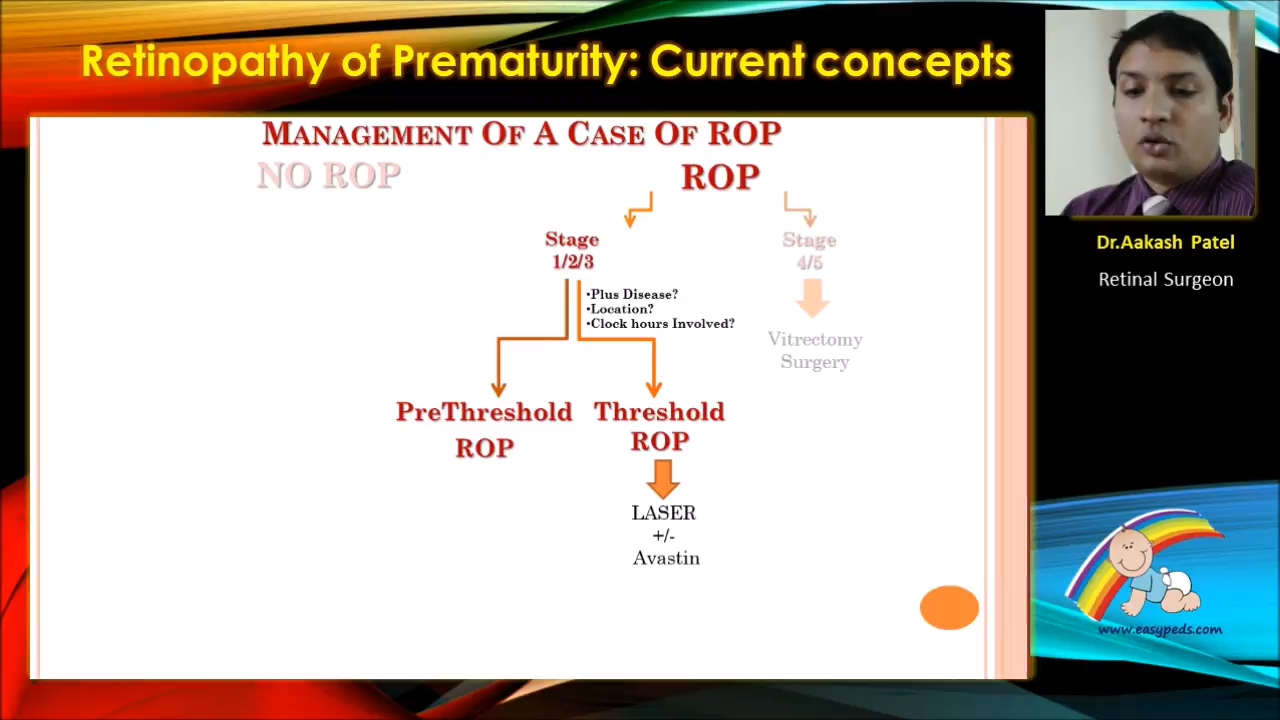 Retinopathy of Prematurity: Current concepts
MANAGEMENT OF A CASE OF ROP
NO ROP
ROP
Stage
1/2/3
Stage
4/5
•Plus Disease?
•Location?
•Clock hours Involved?
Vitrectomy
Surgery
PreThreshold
ROP
Threshold
ROP
LASER
+/-
Avastin
Dr.Aakash Patel
Retinal Surgeon
www.easypeds.com